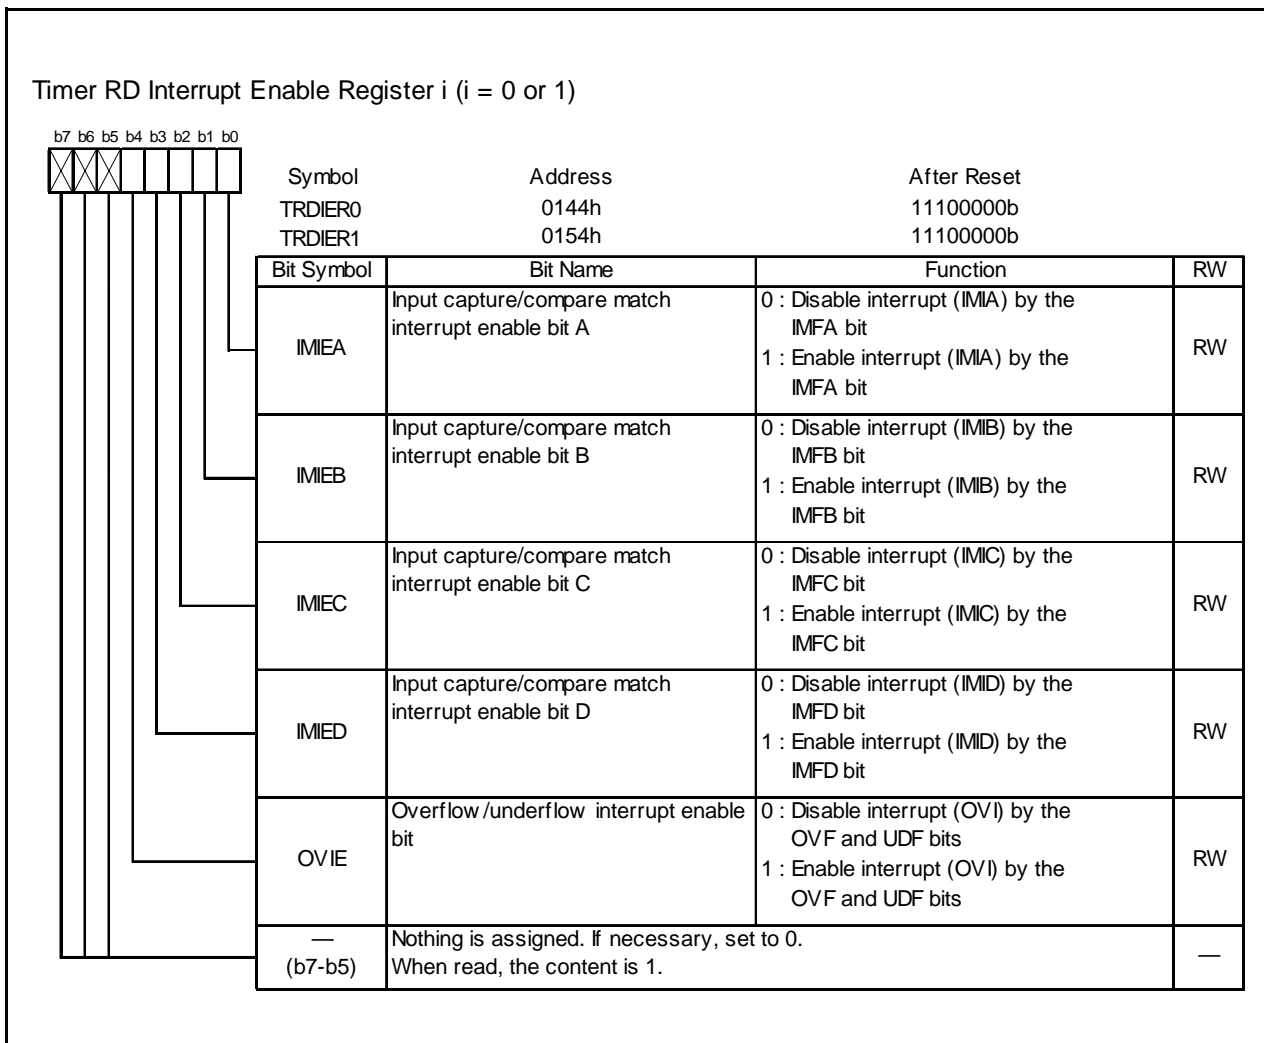 Timer RD Interrupt Enable Register i (i = 0 or 1)
b7 b6 b5 b4 b3 b2 b1 b0
Symbol Address After Reset
TRDIER0 0144h 11100000b
TRDIER1 0154h 11100000b
Bit Symbol Bit Name Function RW
IMIEA
Input capture/compare match
interrupt enable bit A
0 : Disable interrupt (IMIA) by the
IMFA bit
1 : Enable interrupt (IMIA) by the
IMFA bit
RW
IMIEB
Input capture/compare match
interrupt enable bit B
0 : Disable interrupt (IMIB) by the
IMFB bit
1 : Enable interrupt (IMIB) by the
IMFB bit
RW
IMIEC
Input capture/compare match
interrupt enable bit C
0 : Disable interrupt (IMIC) by the
IMFC bit
1 : Enable interrupt (IMIC) by the
IMFC bit
RW
IMIED
Input capture/compare match
interrupt enable bit D
0 : Disable interrupt (IMID) by the
IMFD bit
1 : Enable interrupt (IMID) by the
IMFD bit
RW
OVIE
Overflow/underflow interrupt enable
bit
0 : Disable interrupt (OVI) by the
OVF and UDF bits
1 : Enable interrupt (OVI) by the
OVF and UDF bits
RW
—
(b7-b5)
Nothing is assigned. If necessary, set to 0.
When read, the content is 1.
—